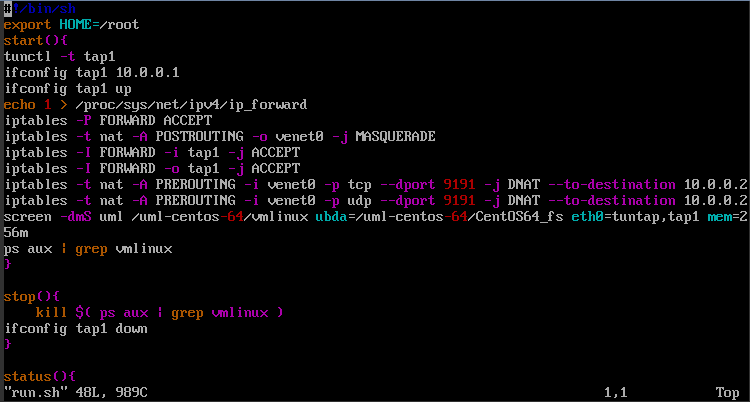 #!/bin/sh
export HOME=/root
start(){
tunctl -t tap1
ifconfig tap1 10.0.0.1
ifconfig tap1 up
echo 1 > /proc/sys/net/ipv4/ip_forward
iptables -P FORWARD ACCEPT
iptables -t nat -A POSTROUTING -o venet0 -j MASQUERADE
iptables -I FORWARD -i tap1 -j ACCEPT
iptables -I FORWARD -o tap1 -j ACCEPT
iptables -t nat -A PREROUTING -i venet0 -p tcp --dport 9191 -j DNAT --to-destination 10.0.0.2
iptables -t nat -A PREROUTING -i venet0 -p udp --dport 9191 -j DNAT --to-destination 10.0.0.2
screen -dmS uml /uml-centos-64/vmlinux ubda=/uml-centos-64/CentOS64_fs eth0=tuntap,tap1 mem=2
56m
ps aux | grep vmlinux
}
stop(){
    kill $( ps aux | grep vmlinux )
ifconfig tap1 down
}
status(){
"run.sh" 48L, 989C 1,1 Top